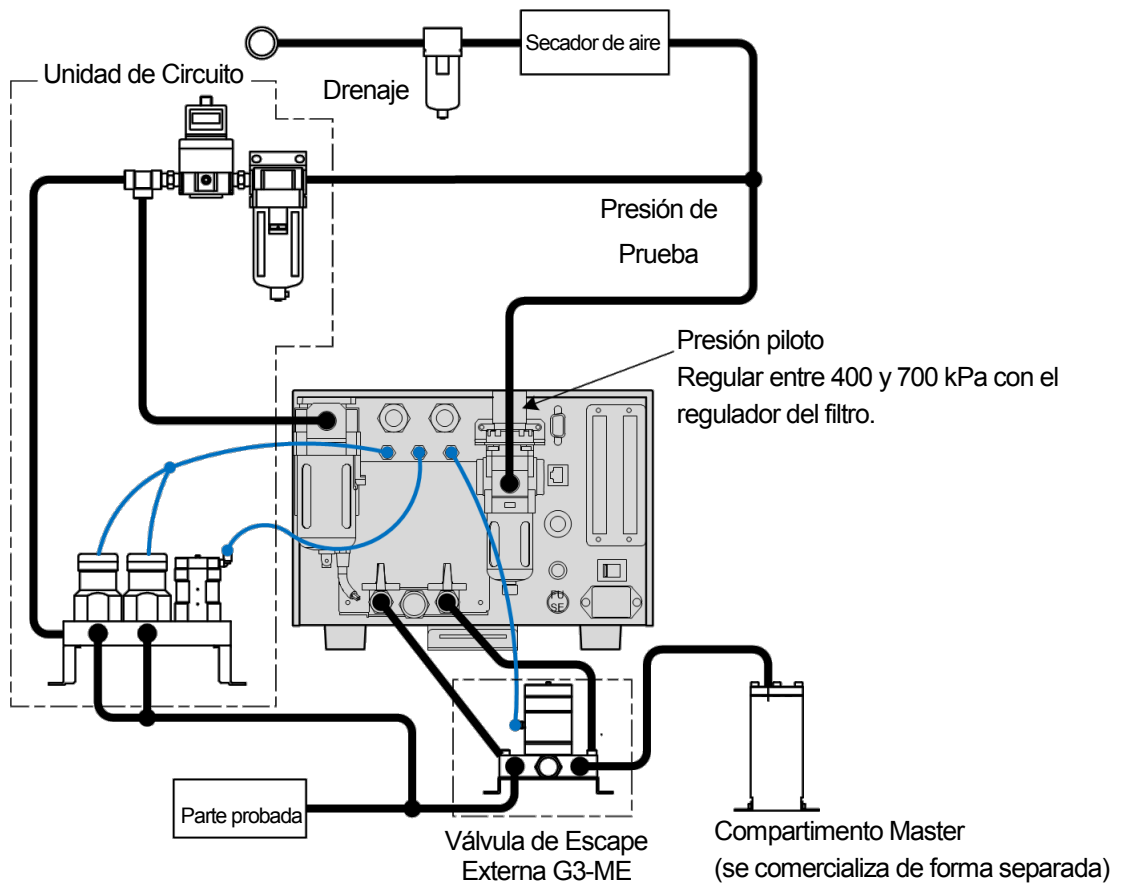 Secador de aire
Unidad de Circuito
Drenaje
Presión de
Prueba
Presión piloto
Regular entre 400 y 700 kPa con el
regulador del filtro.
FU
SE
Parte probada
Válvula de Escape
Externa G3-ME
Compartimento Master
(se comercializa de forma separada)